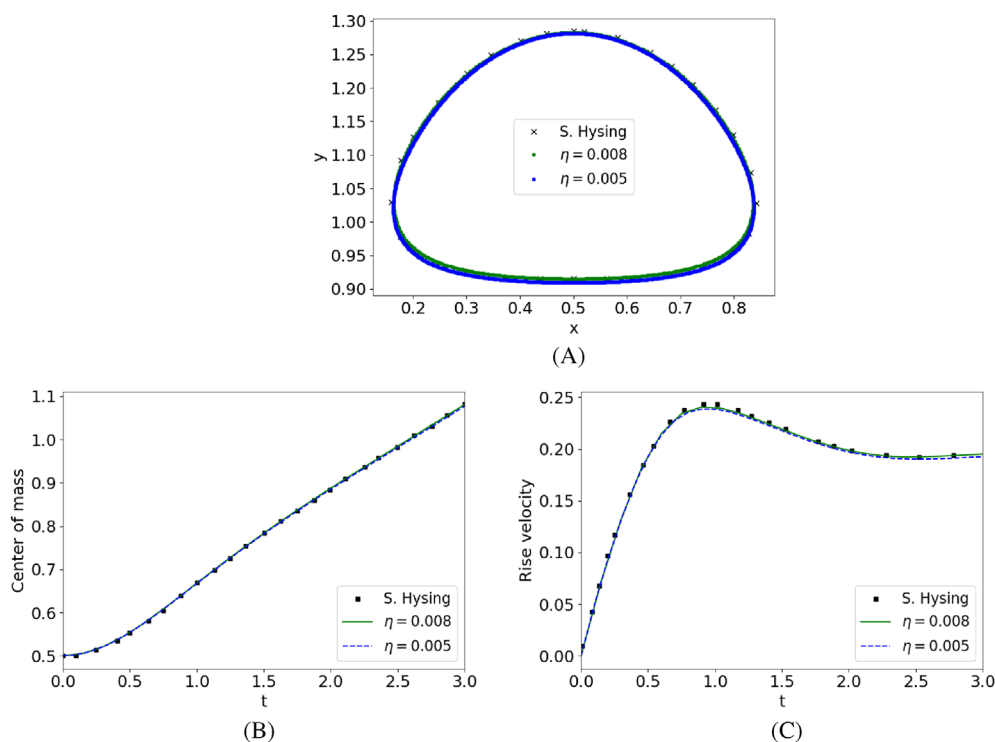 1.30
1.25
1.20
1.15
1.10
1.05
1.00
0.95
0.90
y
S. Hysing
η = 0.008
η = 0.005
0.2 0.3 0.4 0.5 0.6 0.7 0.8
x
(A)
1.1
1.0
0.9
0.8
0.7
0.6
0.5
Center of mass
S. Hysing
η = 0.008
η = 0.005
0.0 0.5 1.0 1.5 2.0 2.5 3.0
t
(B)
0.25
0.20
0.15
0.10
0.05
0.00
Rise velocity
S. Hysing
η = 0.008
η = 0.005
0.0 0.5 1.0 1.5 2.0 2.5 3.0
t
(C)